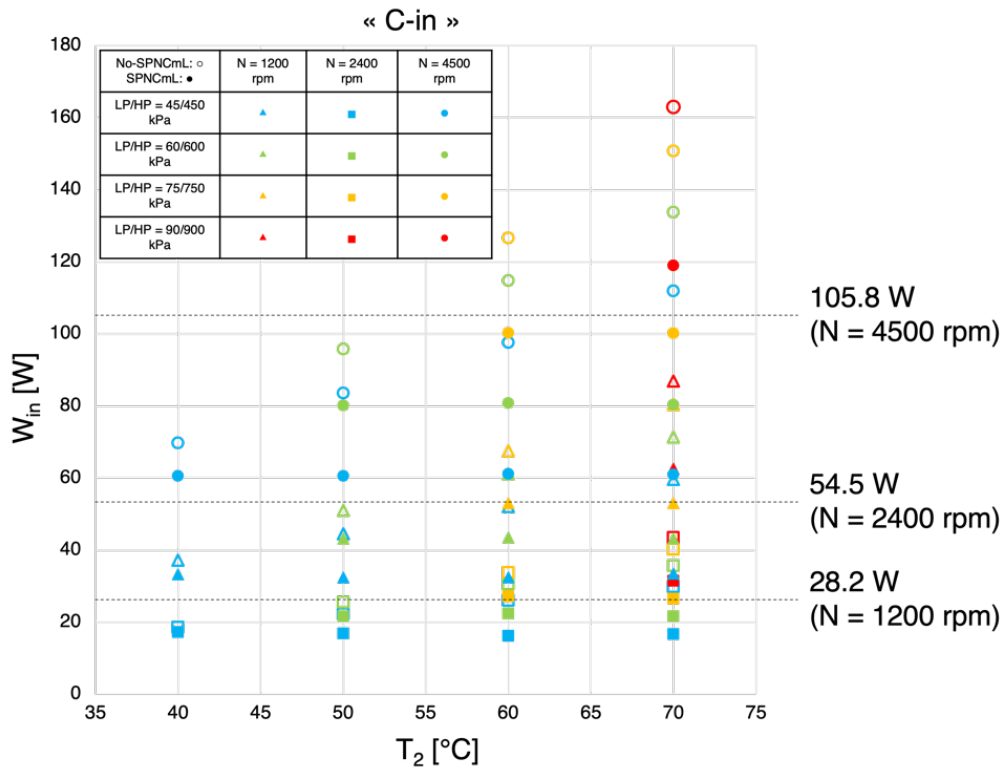 « C-in »
No-SPNCmL: ○
SPNCmL: ●
N = 1200
rpm
N = 2400
rpm
N = 4500
rpm
LP/HP = 45/450
kPa
LP/HP = 60/600
kPa
LP/HP = 75/750
kPa
LP/HP = 90/900
kPa
180
160
140
120
100
80
60
40
20
0
W_in [W]
35 40 45 50 55 60 65 70 75
T_2 [°C]
105.8 W
(N = 4500 rpm)
54.5 W
(N = 2400 rpm)
28.2 W
(N = 1200 rpm)